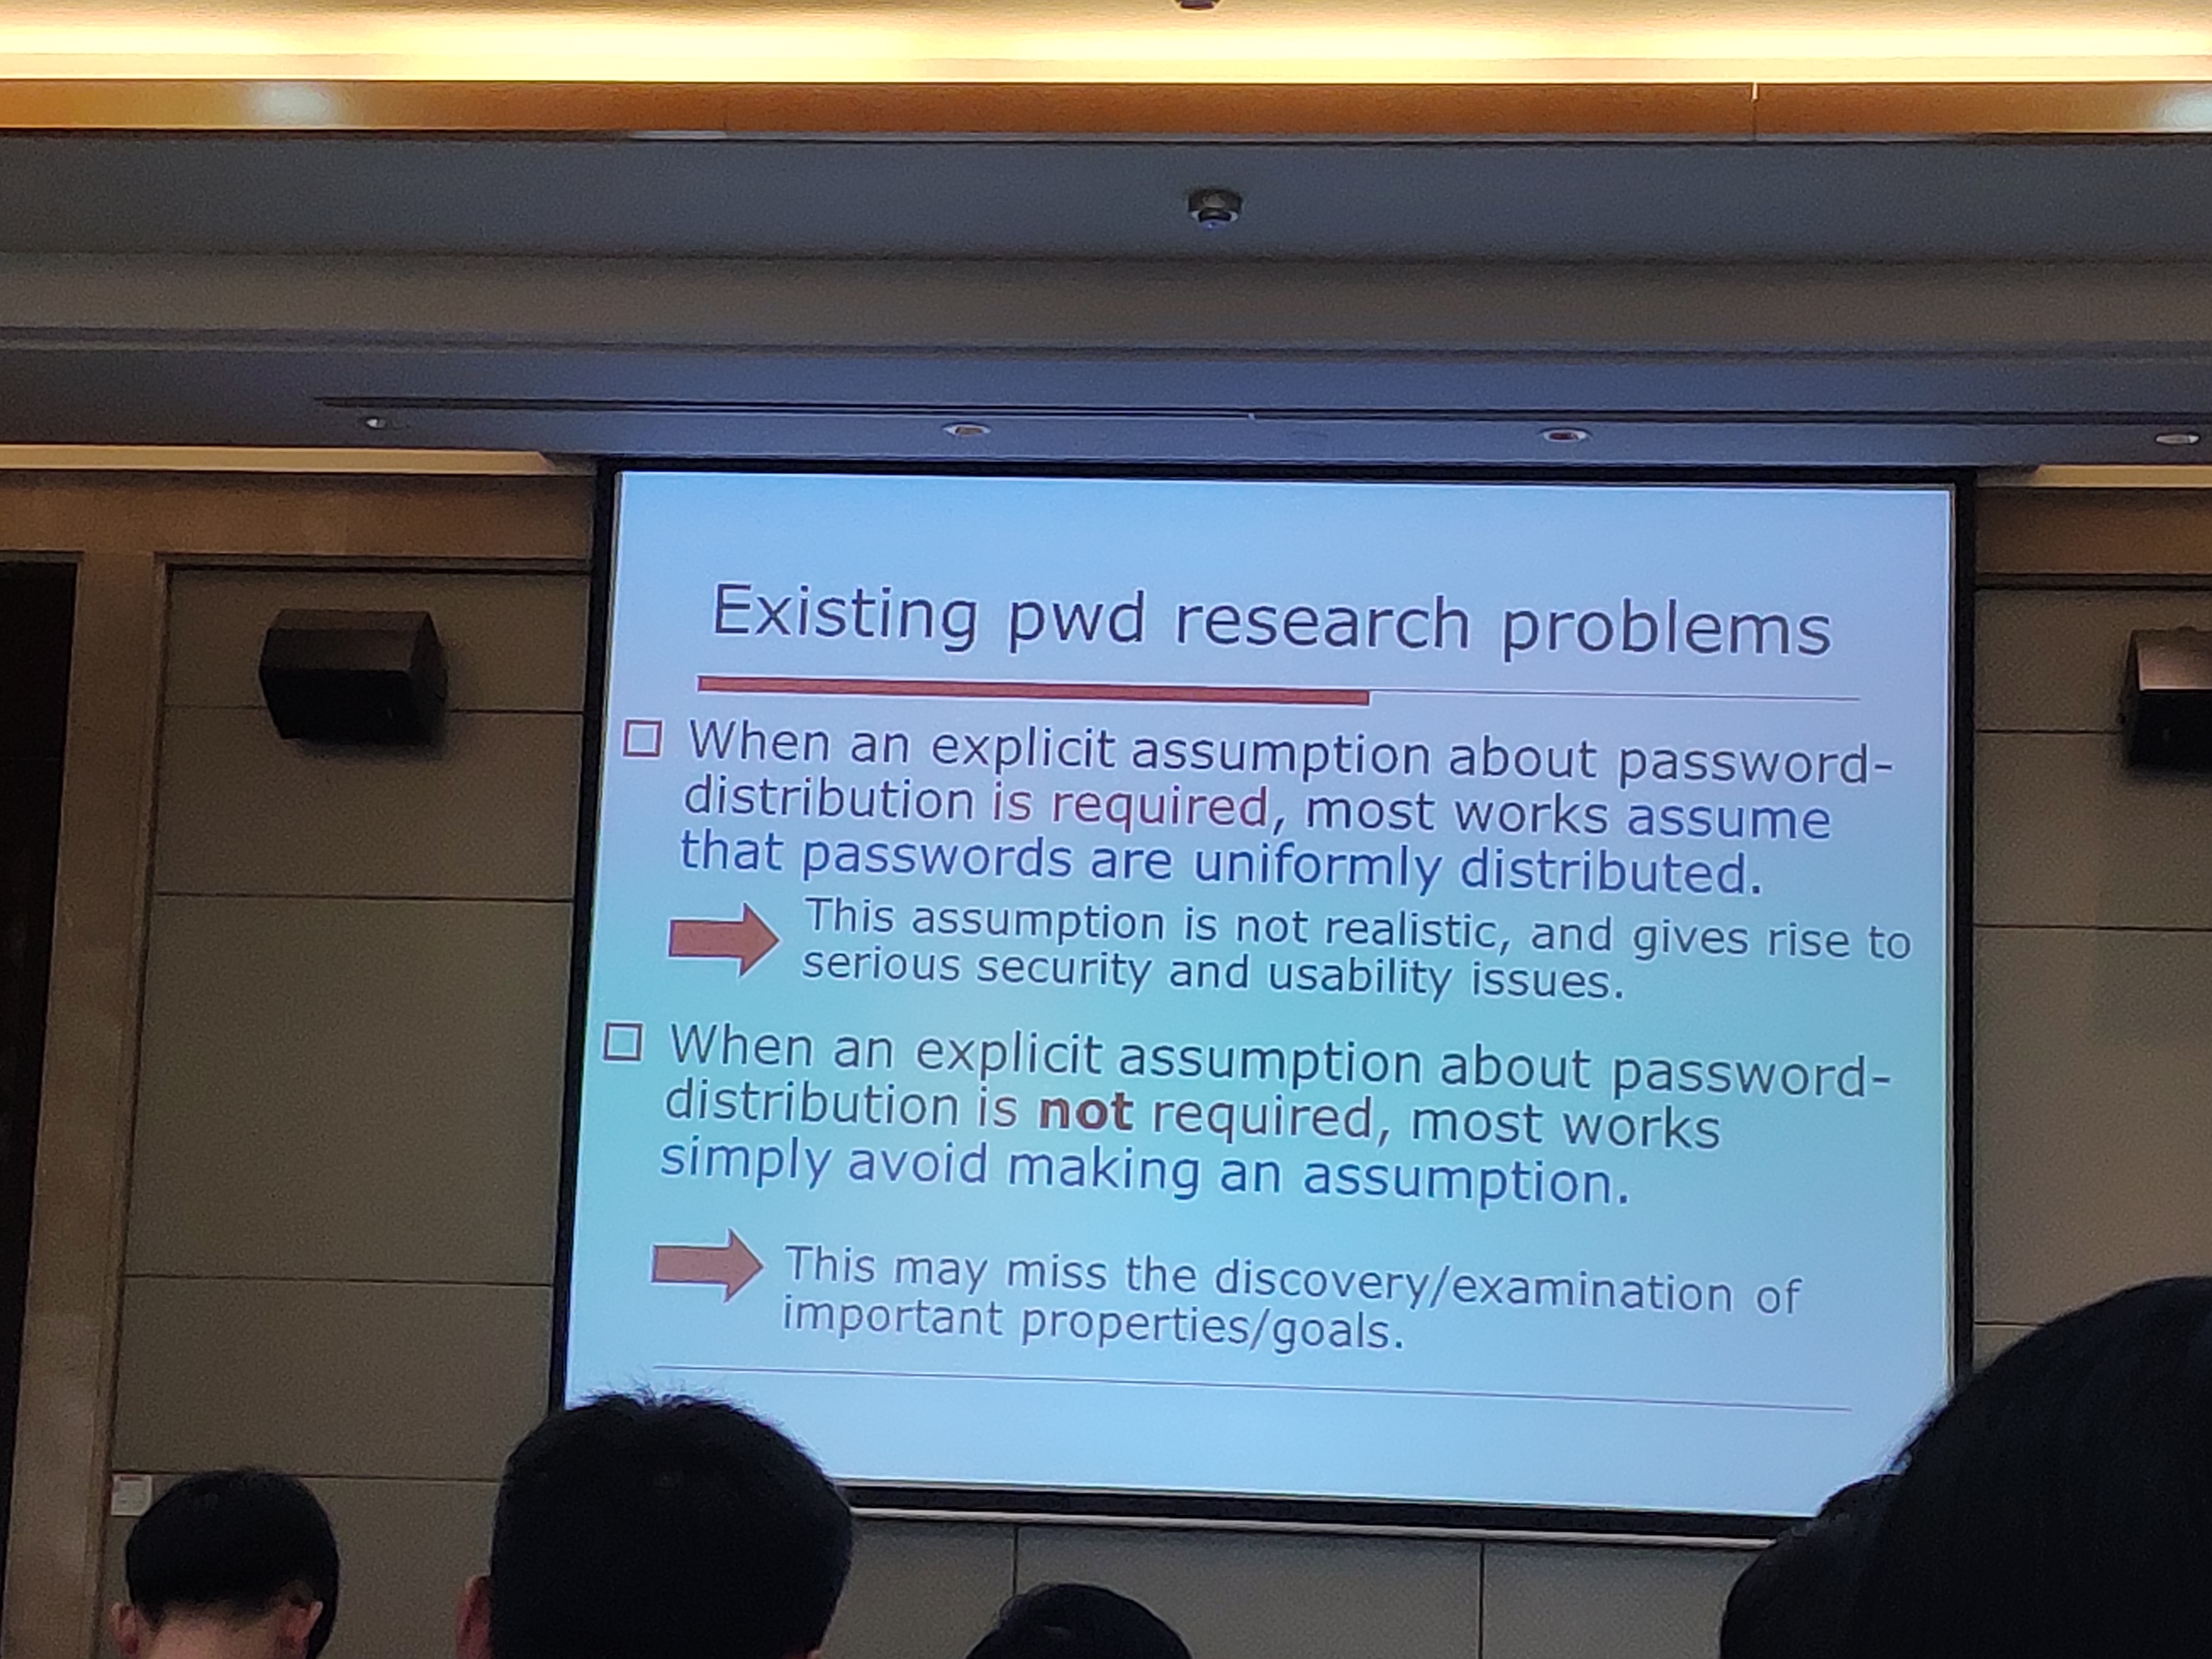 Existing pwd research problems
When an explicit assumption about password-
distribution is required, most works assume
that passwords are uniformly distributed.
This assumption is not realistic, and gives rise to
serious security and usability issues.
When an explicit assumption about password-
distribution is not required, most works
simply avoid making an assumption.
This may miss the discovery/examination of
important properties/goals.